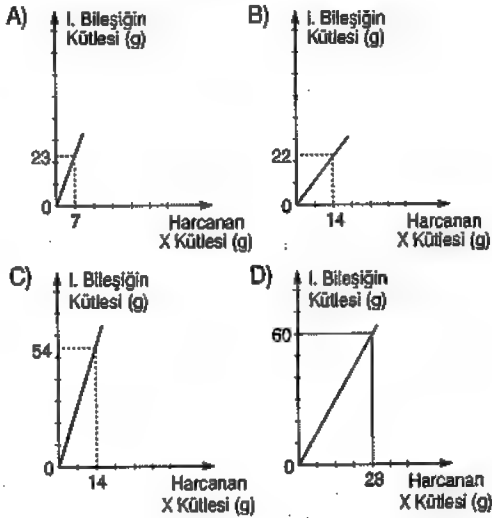 A) I. Bileşiğin
Kütlesi (g)
23
0
7
Harcanan
X Kütlesi (g)
B) I. Bileşiğin
Kütlesi (g)
22
0
14
Harcanan
X Kütlesi (g)
C) I. Bileşiğin
Kütlesi (g)
54
0
14
Harcanan
X Kütlesi (g)
D) I. Bileşiğin
Kütlesi (g)
60
0
28
Harcanan
X Kütlesi (g)